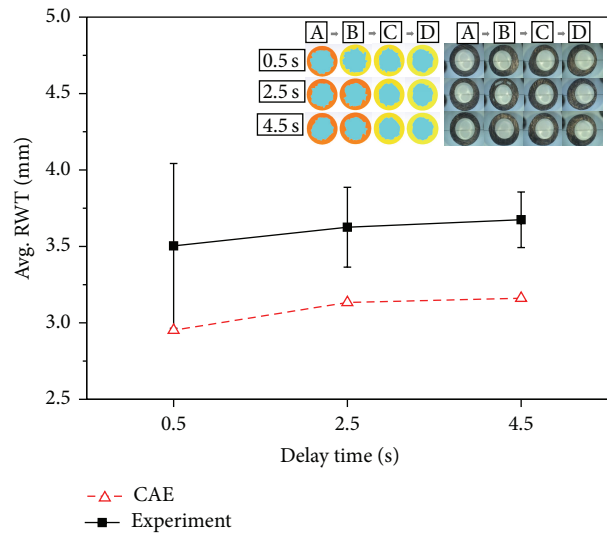 A B C D A B C D
0.5 s
2.5 s
4.5 s
5.0
4.5
4.0
3.5
3.0
2.5
Avg. RWT (mm)
0.5 2.5 4.5
Delay time (s)
CAE
Experiment